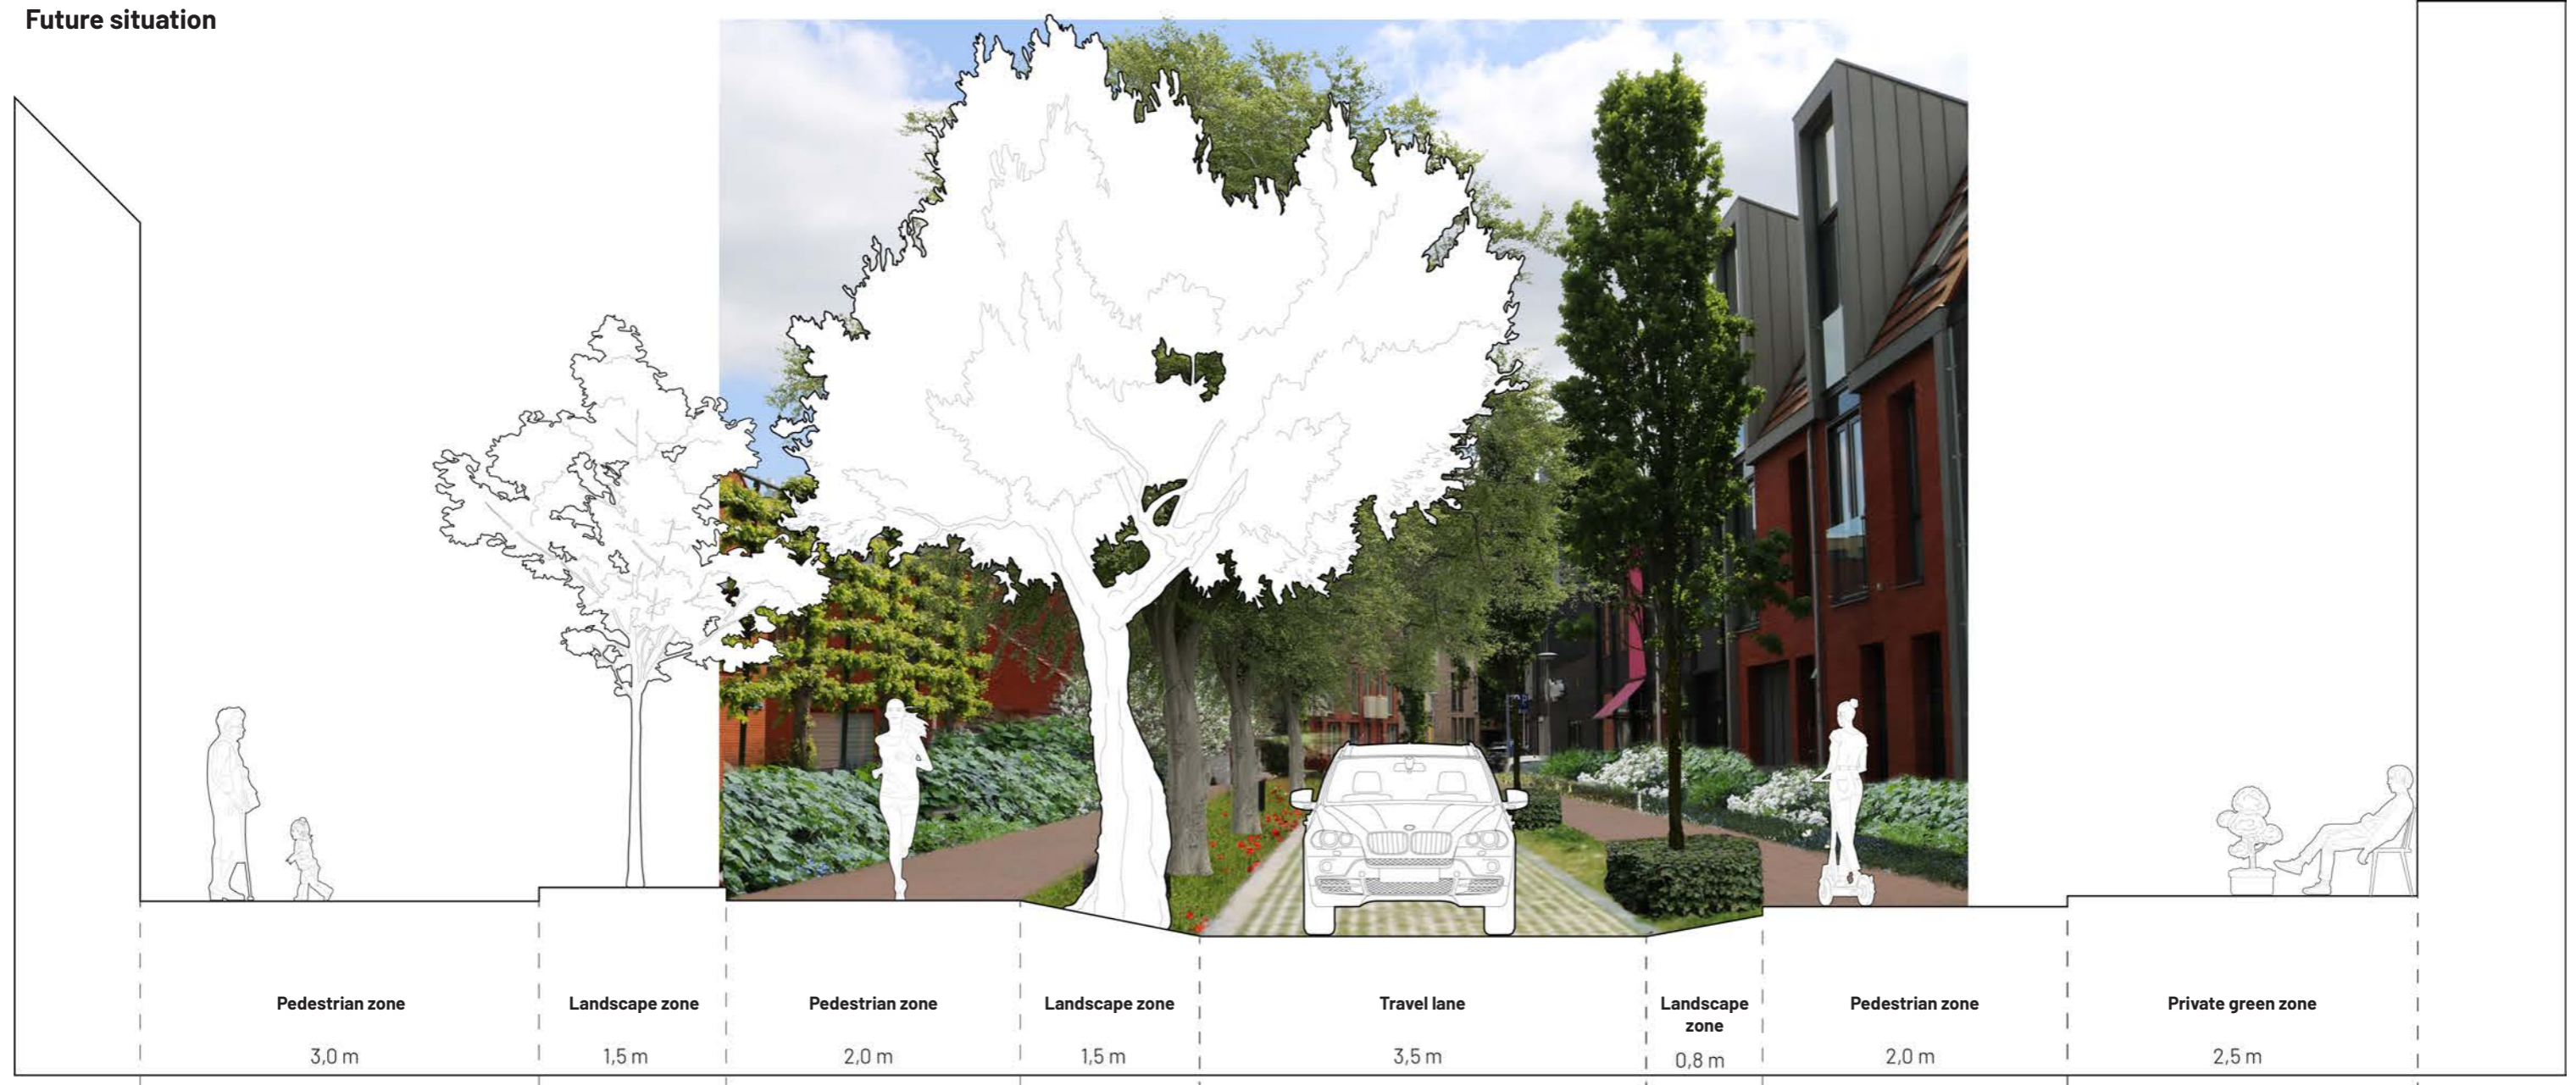 Future situation
Pedestrian zone
Landscape zone
Pedestrian zone
Landscape zone
Travel lane
Landscape
zone
Pedestrian zone
Private green zone
3,0 m
1,5 m
2,0 m
1,5 m
3,5 m
0,8 m
2,0 m
2,5 m